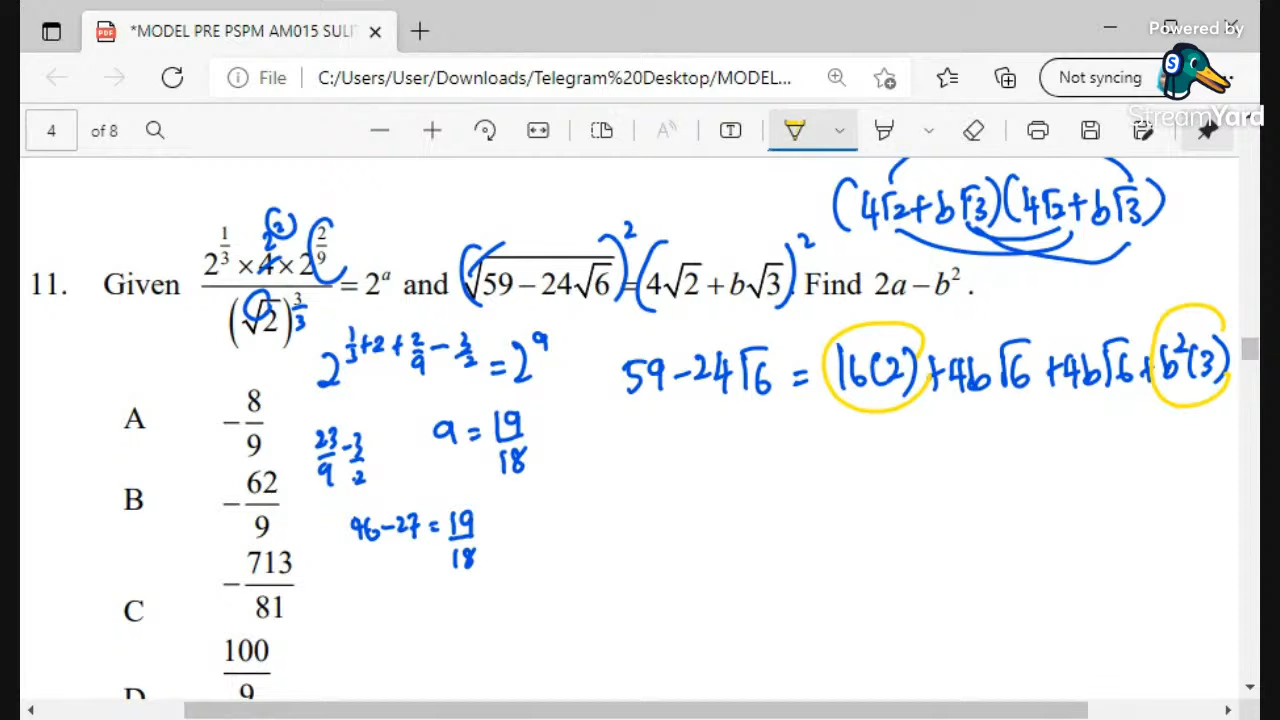 Powered by
*MODEL PRE PSPM AM015 SULI
File C:/Users/User/Downloads/Telegram%20Desktop/MODEL... Not syncing
StreamYard
4 of 8
(4√2+b√3)(4√2+b√3)
11. Given (2^(1/3) × 4 × 2^(2/9)) / (√2)^3 = 2^a and √(59 − 24√6) = 4√2 + b√3. Find 2a − b².
2^(1/3+2+2/9−3/2) = 2^a
59−24√6 = 16(2)+4b√6+4b√6+b²(3)
A −8/9
23/9 − 3/2
a = 19/18
B −62/9
46−27 = 19/18
C −713/81
D 100/9